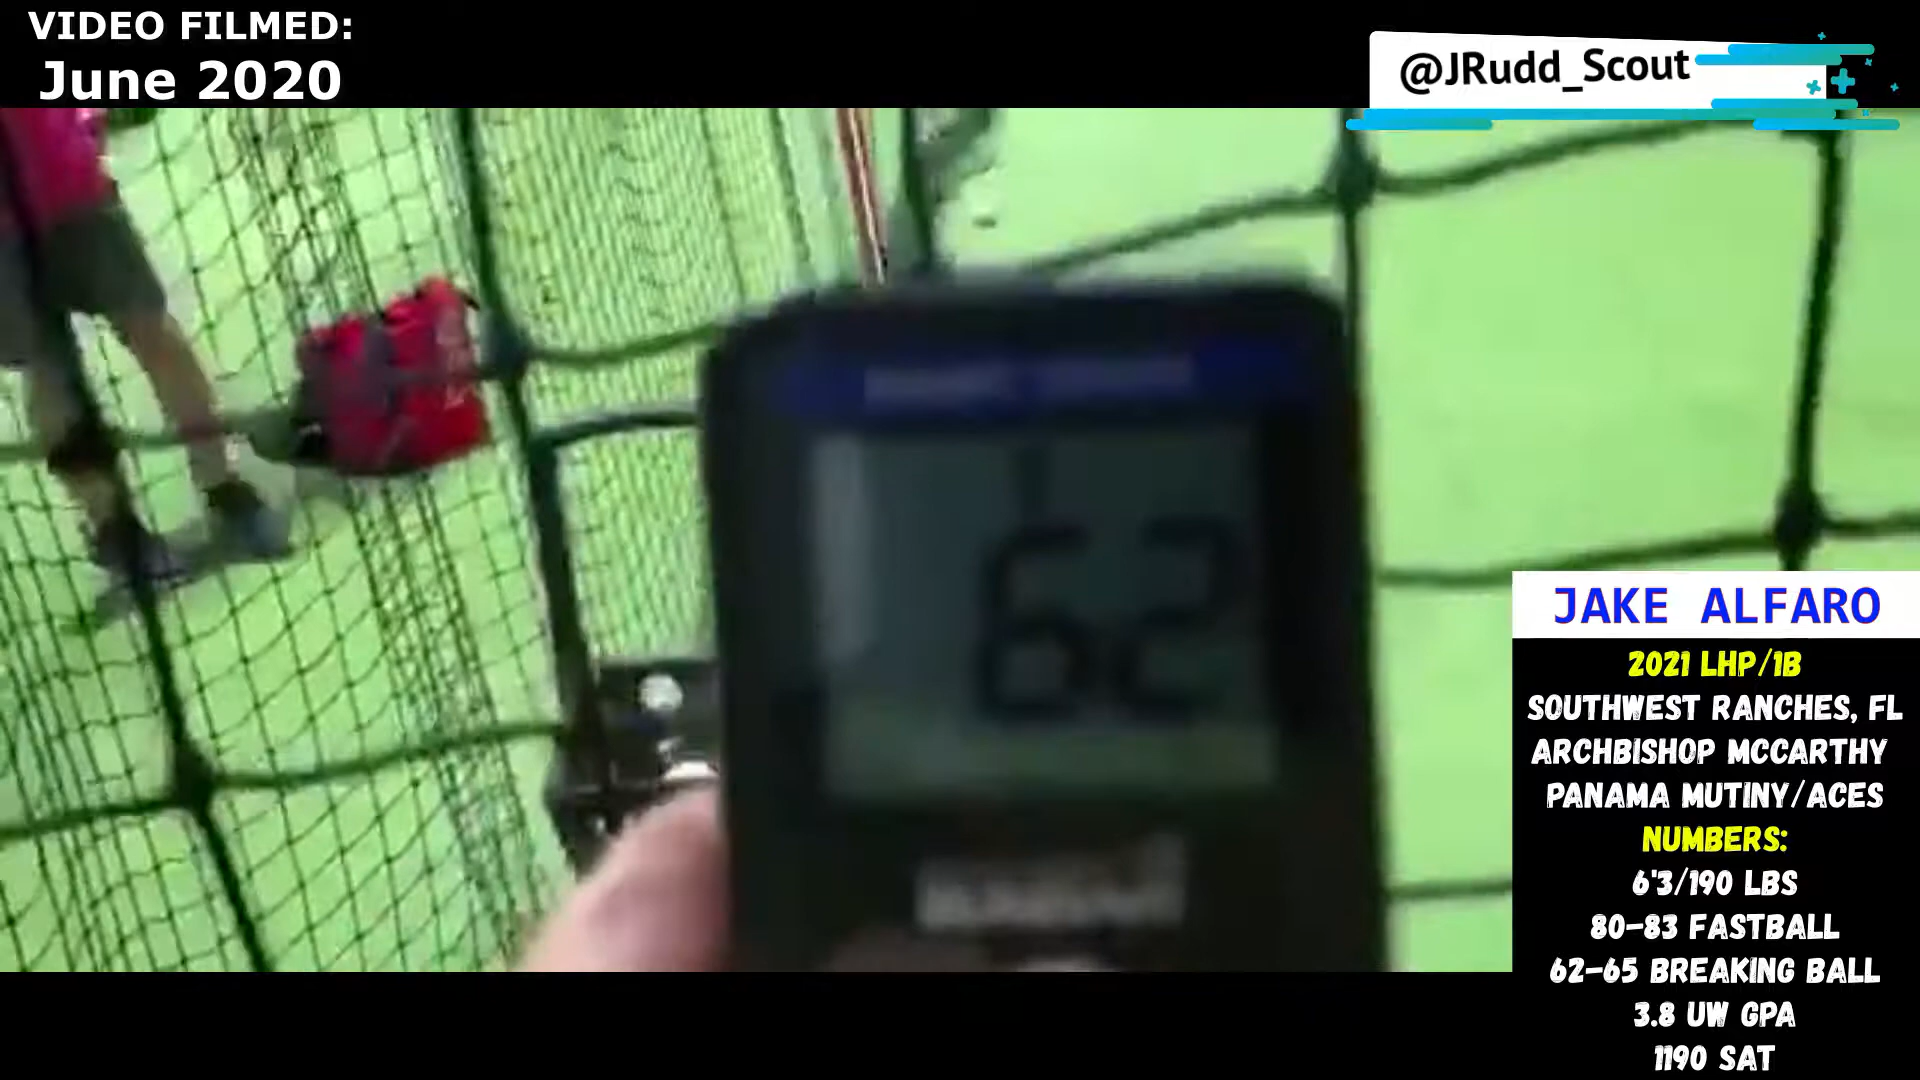 VIDEO FILMED:
June 2020
@JRudd_Scout
62
JAKE ALFARO
2021 LHP/1B
SOUTHWEST RANCHES, FL
ARCHBISHOP MCCARTHY
PANAMA MUTINY/ACES
NUMBERS:
6'3/190 LBS
80-83 FASTBALL
62-65 BREAKING BALL
3.8 UW GPA
1190 SAT